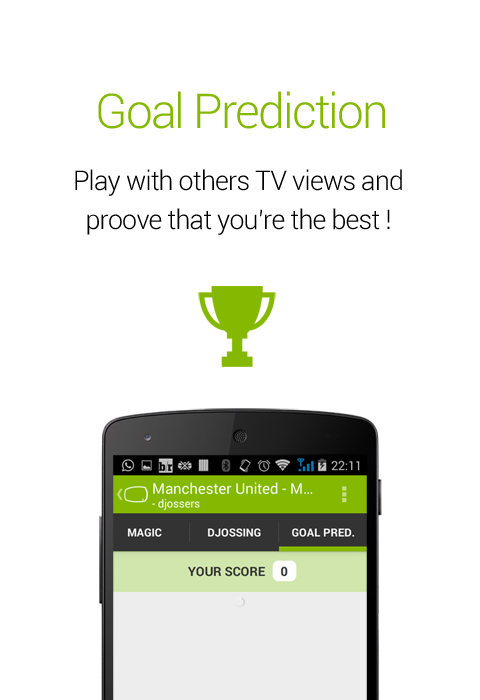 Goal Prediction
Play with others TV views and
proove that you're the best !
br 22:11
Manchester United - M...
- djossers
MAGIC DJOSSING GOAL PRED.
YOUR SCORE 0